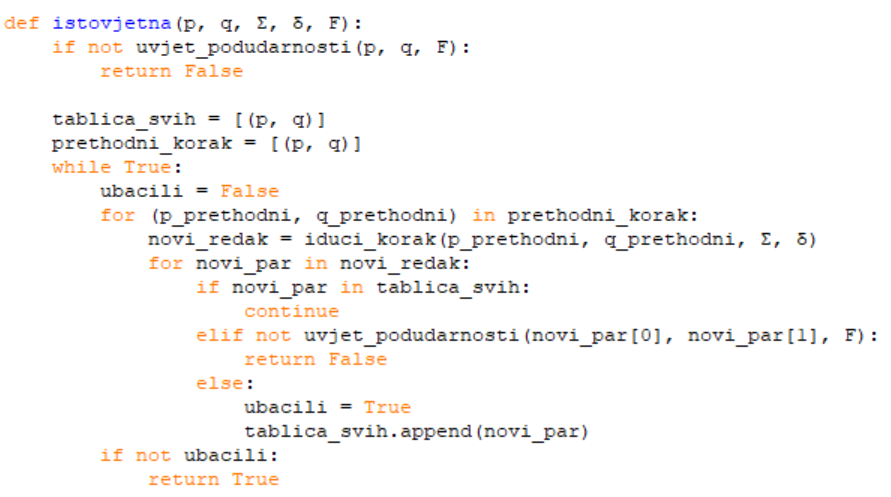 def istovjetna(p, q, Σ, δ, F):
    if not uvjet_podudarnosti(p, q, F):
        return False

    tablica_svih = [(p, q)]
    prethodni_korak = [(p, q)]
    while True:
        ubacili = False
        for (p_prethodni, q_prethodni) in prethodni_korak:
            novi_redak = iduci_korak(p_prethodni, q_prethodni, Σ, δ)
            for novi_par in novi_redak:
                if novi_par in tablica_svih:
                    continue
                elif not uvjet_podudarnosti(novi_par[0], novi_par[1], F):
                    return False
                else:
                    ubacili = True
                    tablica_svih.append(novi_par)
        if not ubacili:
            return True